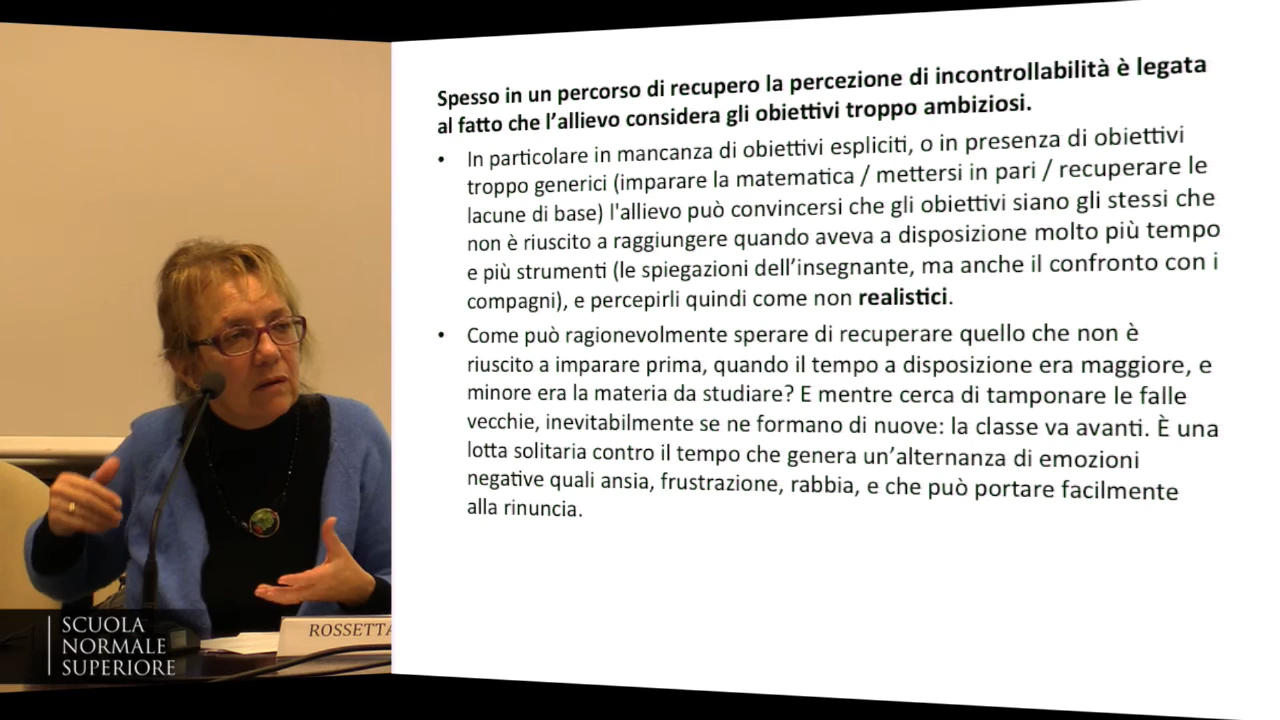 Spesso in un percorso di recupero la percezione di incontrollabilità è legata
al fatto che l'allievo considera gli obiettivi troppo ambiziosi.
• In particolare in mancanza di obiettivi espliciti, o in presenza di obiettivi
troppo generici (imparare la matematica / mettersi in pari / recuperare le
lacune di base) l'allievo può convincersi che gli obiettivi siano gli stessi che
non è riuscito a raggiungere quando aveva a disposizione molto più tempo
e più strumenti (le spiegazioni dell'insegnante, ma anche il confronto con i
compagni), e percepirli quindi come non realistici.
• Come può ragionevolmente sperare di recuperare quello che non è
riuscito a imparare prima, quando il tempo a disposizione era maggiore, e
minore era la materia da studiare? E mentre cerca di tamponare le falle
vecchie, inevitabilmente se ne formano di nuove: la classe va avanti. È una
lotta solitaria contro il tempo che genera un'alternanza di emozioni
negative quali ansia, frustrazione, rabbia, e che può portare facilmente
alla rinuncia.
ROSSETTA
SCUOLA
NORMALE
SUPERIORE